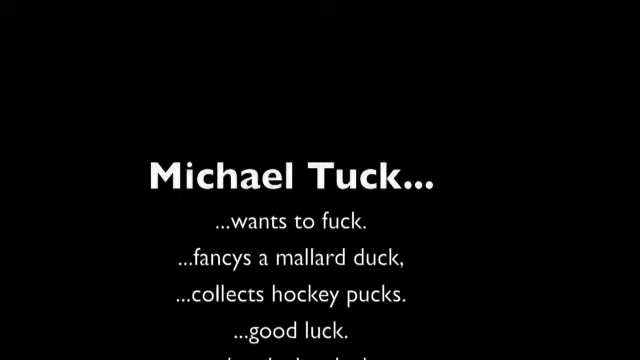 Michael Tuck...
...wants to fuck.
...fancys a mallard duck,
...collects hockey pucks.
...good luck.